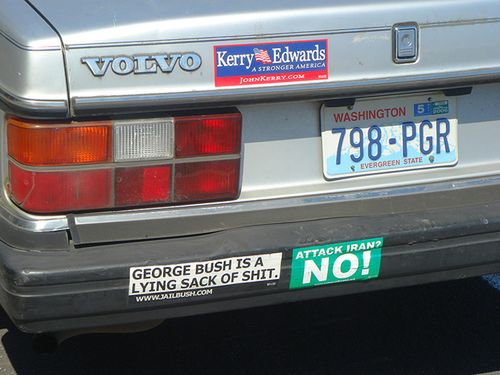 VOLVO
Kerry Edwards
A STRONGER AMERICA
JOHNKERRY.COM
WASHINGTON
5
798-PGR
EVERGREEN STATE
GEORGE BUSH IS A
LYING SACK OF SHIT.
WWW.JAILBUSH.COM
ATTACK IRAN?
NO!